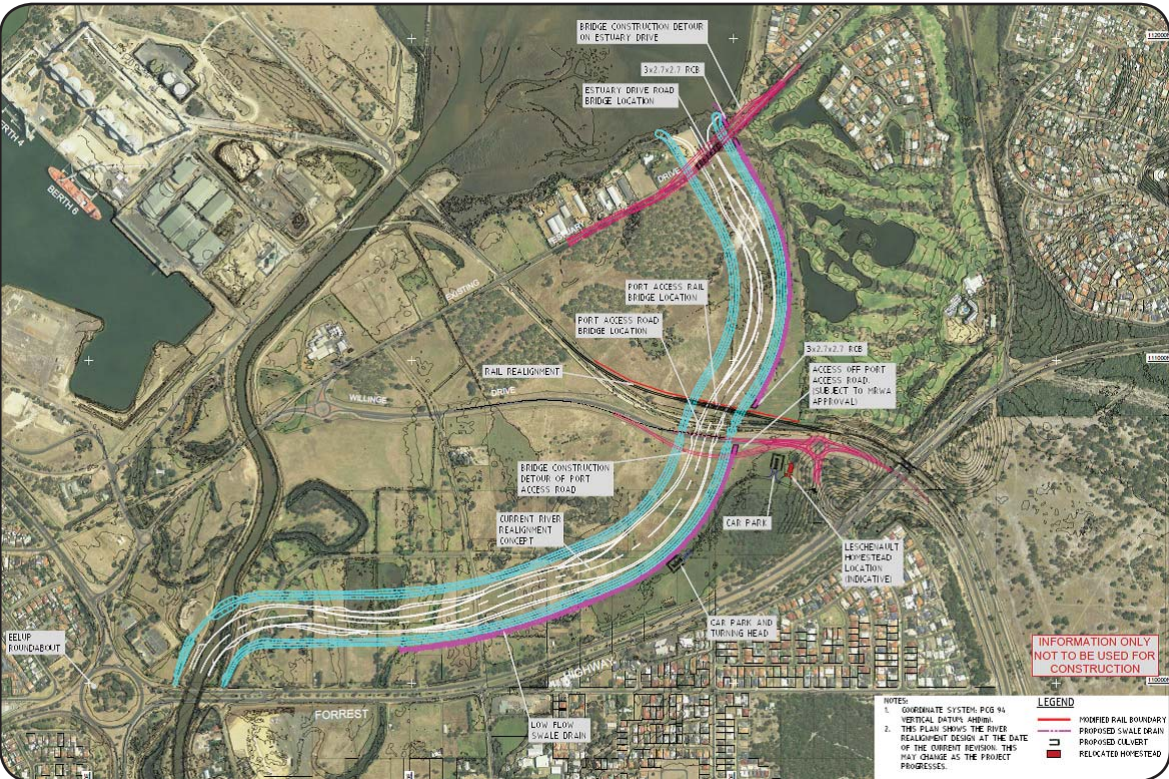 BRIDGE CONSTRUCTION DETOUR
ON ESTUARY DRIVE
3x2.7x2.7 RCB
ESTUARY DRIVE ROAD
BRIDGE LOCATION
112000N
BERTH 6
DRIVE
ESTUARY
EXISTING
PORT ACCESS RAIL
BRIDGE LOCATION
PORT ACCESS ROAD
BRIDGE LOCATION
3x2.7x2.7 RCB
111000N
RAIL REALIGNMENT
ACCESS OFF PORT
ACCESS ROAD.
(SUBJECT TO MRWA
APPROVAL)
WILLINGE
DRIVE
BRIDGE CONSTRUCTION
DETOUR OF PORT
ACCESS ROAD
CURRENT RIVER
REALIGNMENT
CONCEPT
CAR PARK
LESCHENAULT
HOMESTEAD
LOCATION
(INDICATIVE)
CAR PARK AND
TURNING HEAD
EELUP
ROUNDABOUT
FORREST
HIGHWAY
LOW FLOW
SWALE DRAIN
INFORMATION ONLY
NOT TO BE USED FOR
CONSTRUCTION
110000N
NOTES:
1. COORDINATE SYSTEM: PCG 94
VERTICAL DATUM: AHD(m).
2. THIS PLAN SHOWS THE RIVER
REALIGNMENT DESIGN AT THE DATE
OF THE CURRENT REVISION. THIS
MAY CHANGE AS THE PROJECT
PROGRESSES.
LEGEND
MODIFIED RAIL BOUNDARY
PROPOSED SWALE DRAIN
PROPOSED CULVERT
RELOCATED HOMESTEAD